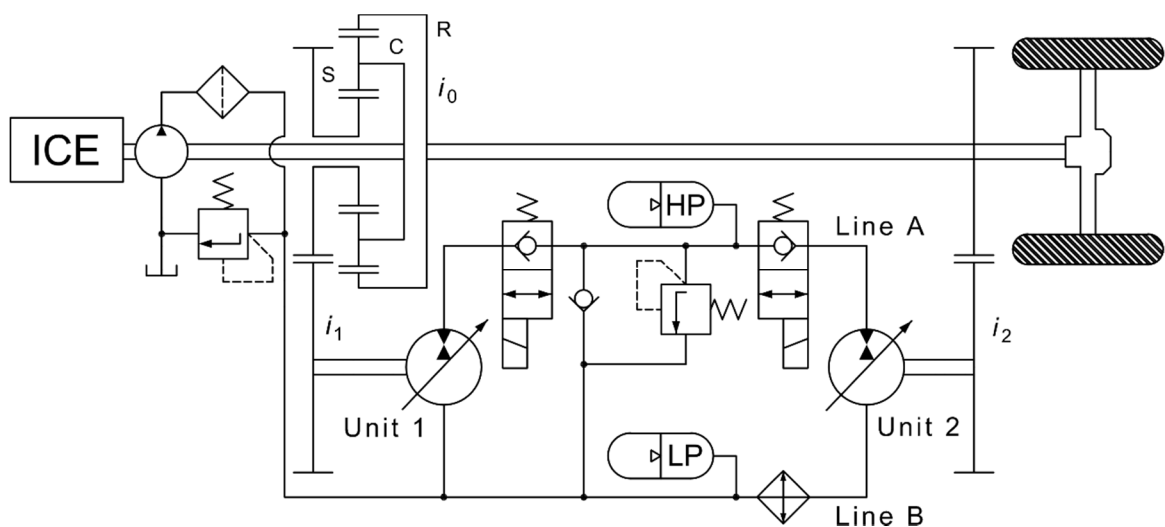 R
C
S
i0
ICE
HP
Line A
i1
i2
Unit 1
Unit 2
LP
Line B